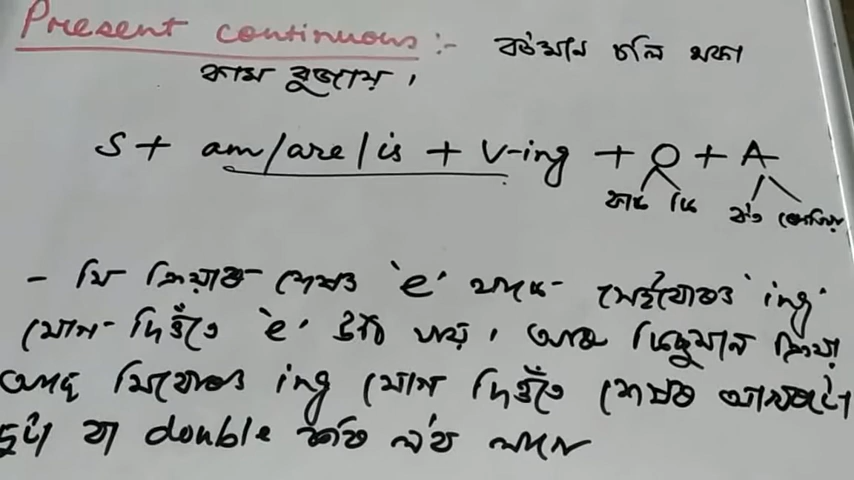 Present continuous :- বৰ্তমান চলি থকা
কাম বুজায় ।
S + am/are/is + V-ing + O + A
কাক কি কত কেতিয়া
- যি ক্ৰিয়াৰ শেষত 'e' থাকে সেইবোৰত 'ing'
যোগ দিওঁতে 'e' উঠি যায় । আৰু কিছুমান ক্ৰিয়া
আছে যিবোৰত ing যোগ দিওঁতে শেষৰ আখৰটো
দুটা বা double কৰি ল'ব লাগে